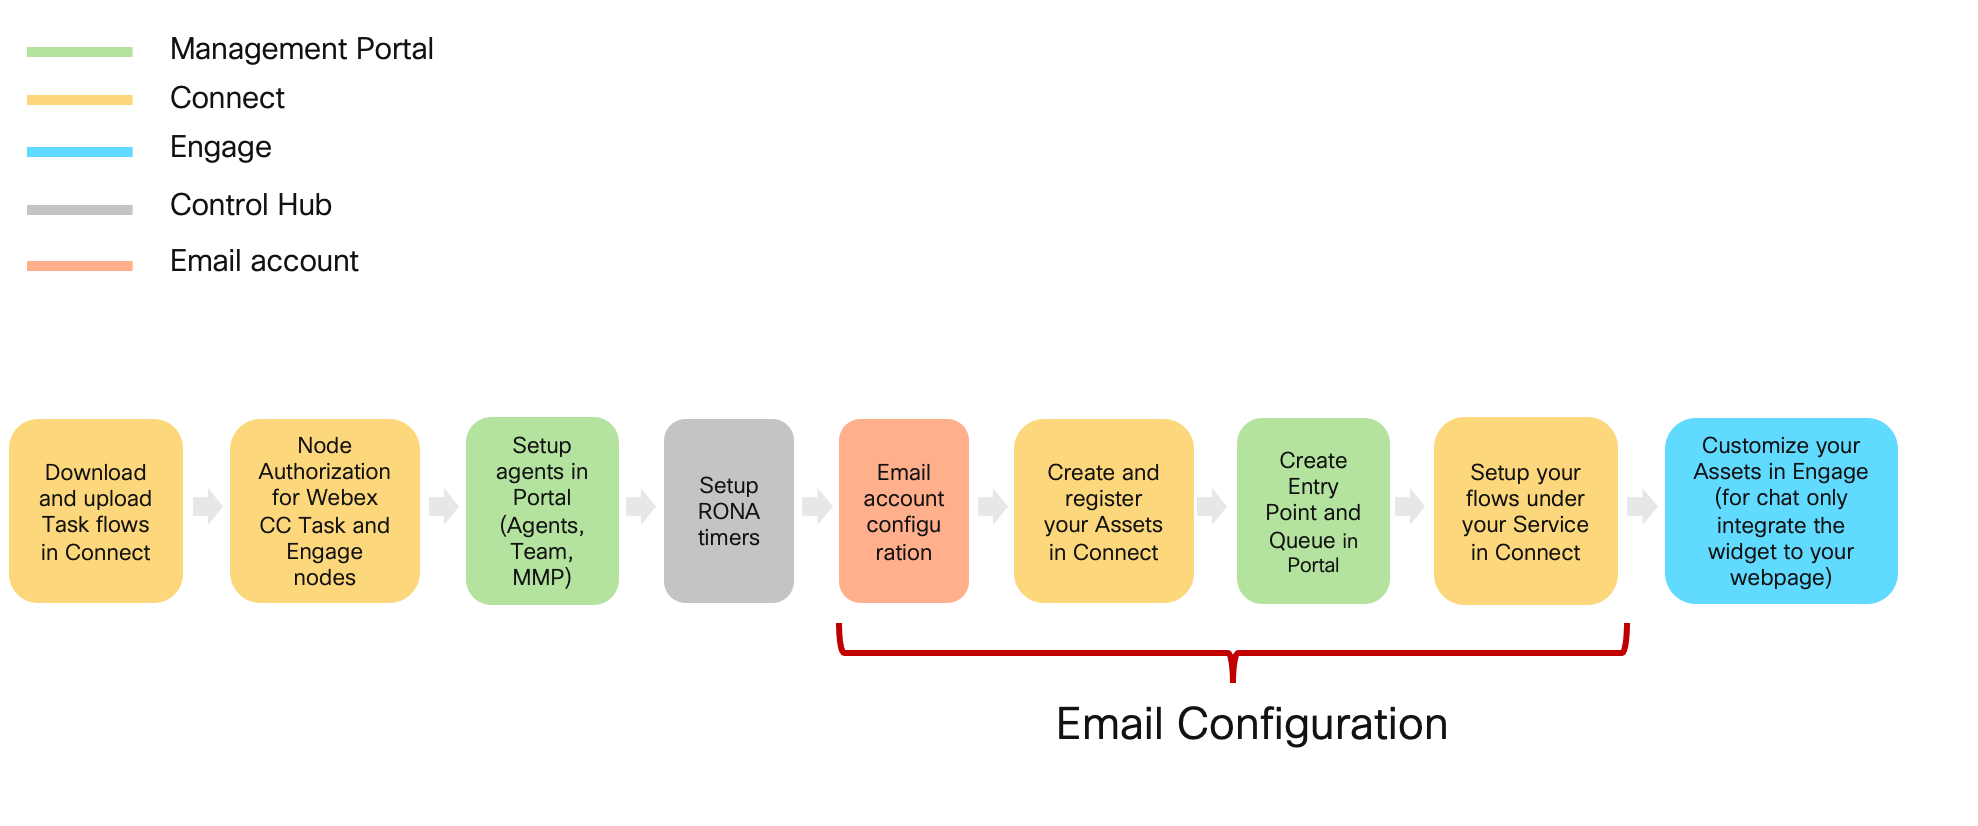 Management Portal
Connect
Engage
Control Hub
Email account
Download
and upload
Task flows
in Connect
Node
Authorization
for Webex
CC Task and
Engage
nodes
Setup
agents in
Portal
(Agents,
Team,
MMP)
Setup
RONA
timers
Email
account
configu
ration
Create and
register
your Assets
in Connect
Create
Entry
Point and
Queue in
Portal
Setup your
flows under
your Service
in Connect
Customize your
Assets in Engage
(for chat only
integrate the
widget to your
webpage)
Email Configuration